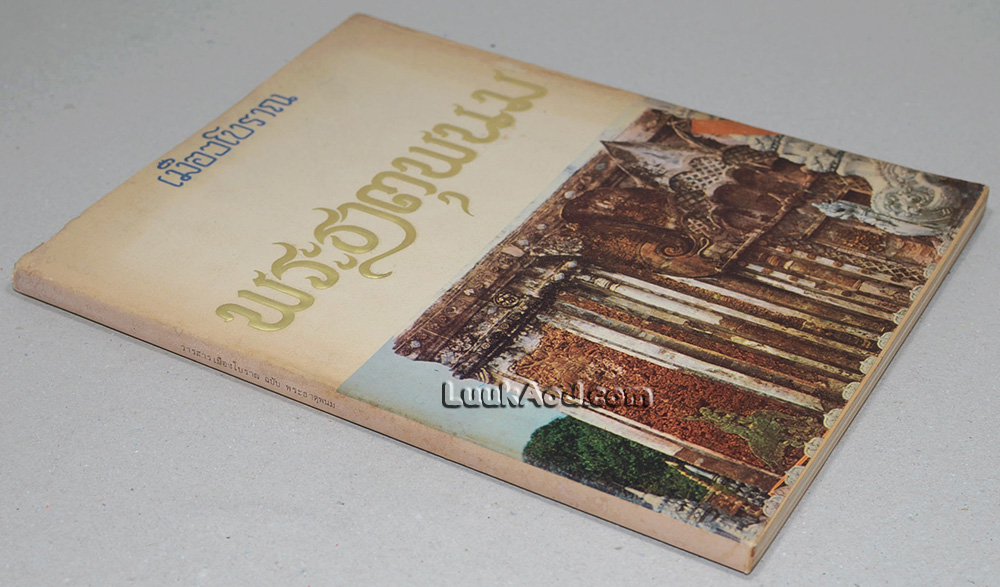 เมืองโบราณ
พระธาตุพนม
วารสารเมืองโบราณ ฉบับ พระธาตุพนม
LuukAod.com